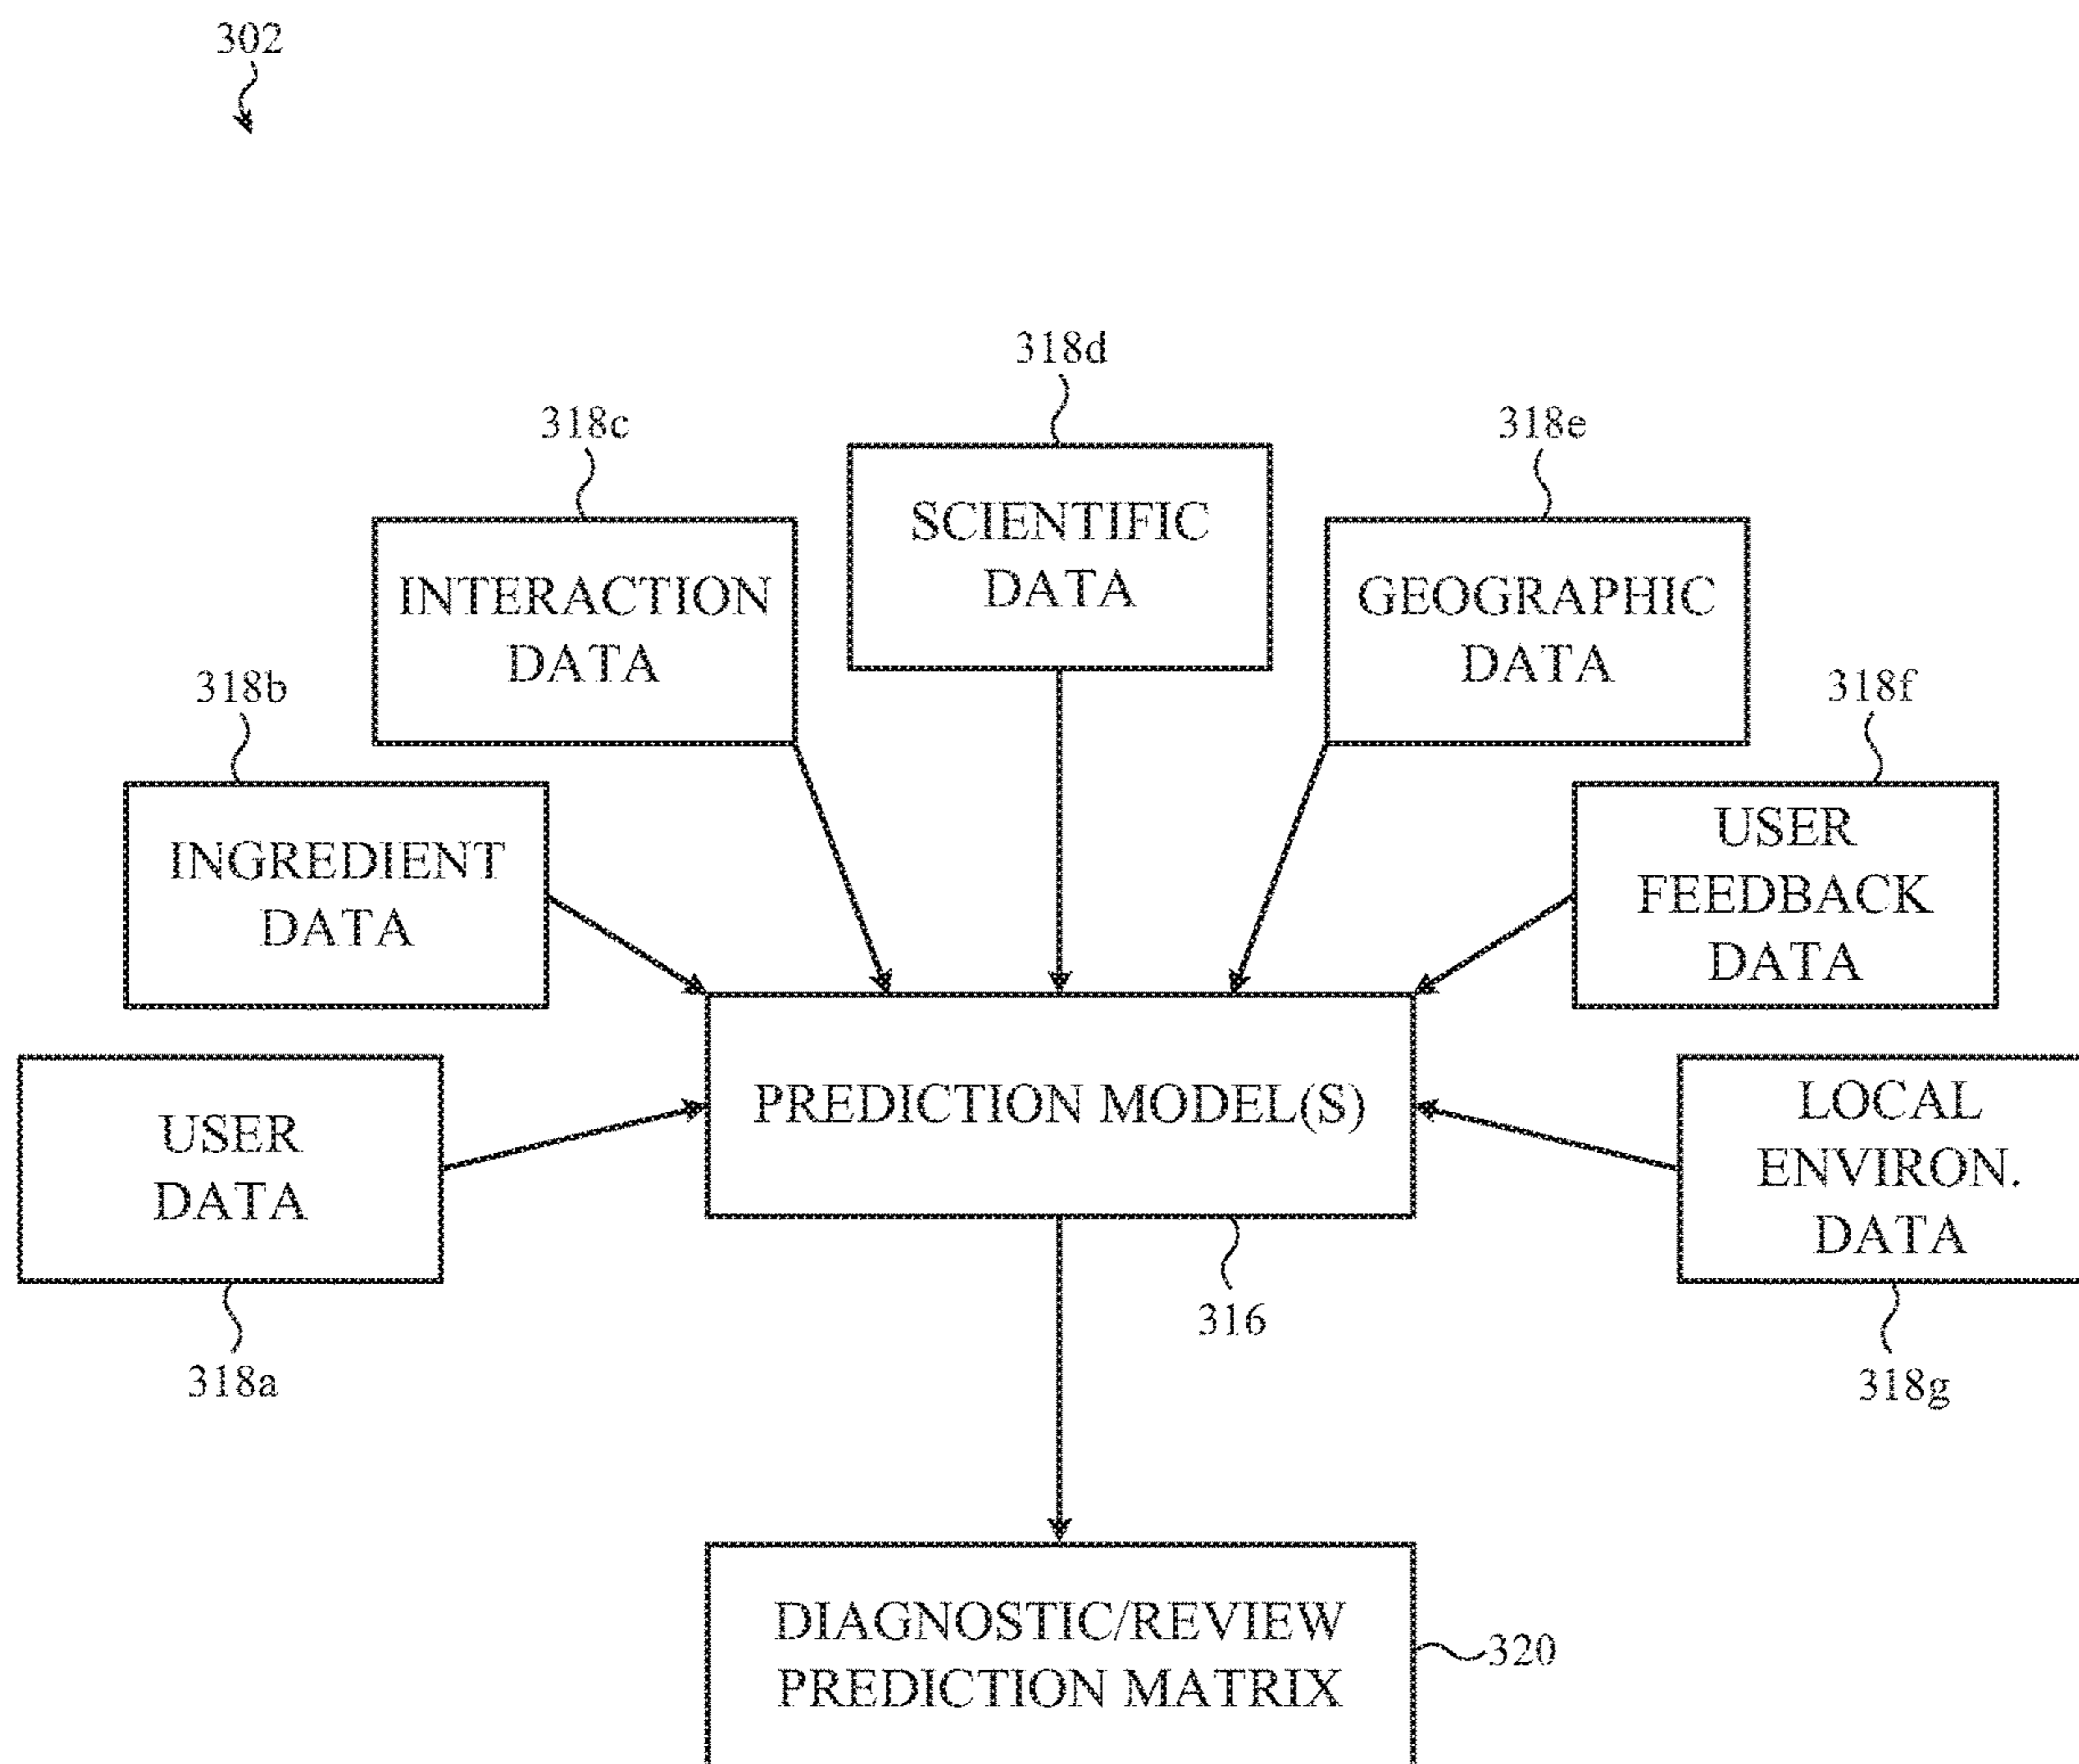 302
318d
SCIENTIFIC
DATA
318c
INTERACTION
DATA
318e
GEOGRAPHIC
DATA
318b
INGREDIENT
DATA
318f
USER
FEEDBACK
DATA
318a
USER
DATA
PREDICTION MODEL(S)
316
LOCAL
ENVIRON.
DATA
318g
DIAGNOSTIC/REVIEW
PREDICTION MATRIX
320